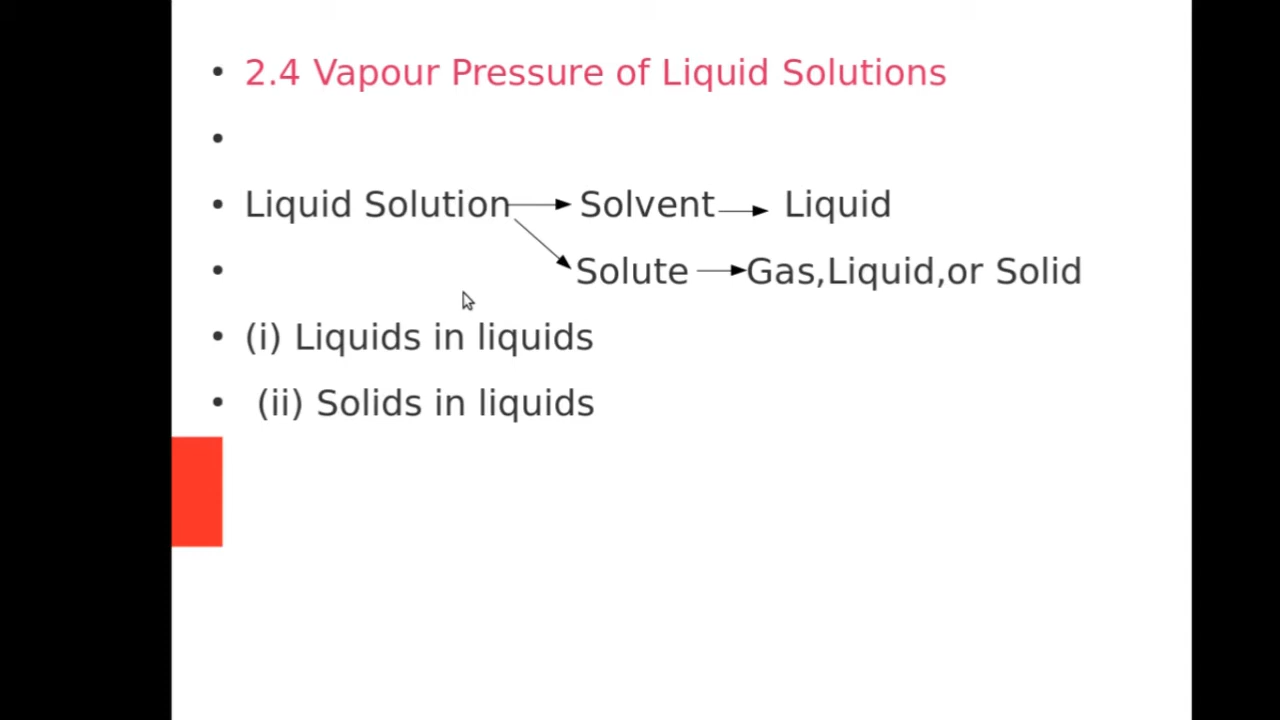 2.4 Vapour Pressure of Liquid Solutions
Liquid Solution Solvent Liquid
Solute Gas,Liquid,or Solid
(i) Liquids in liquids
(ii) Solids in liquids